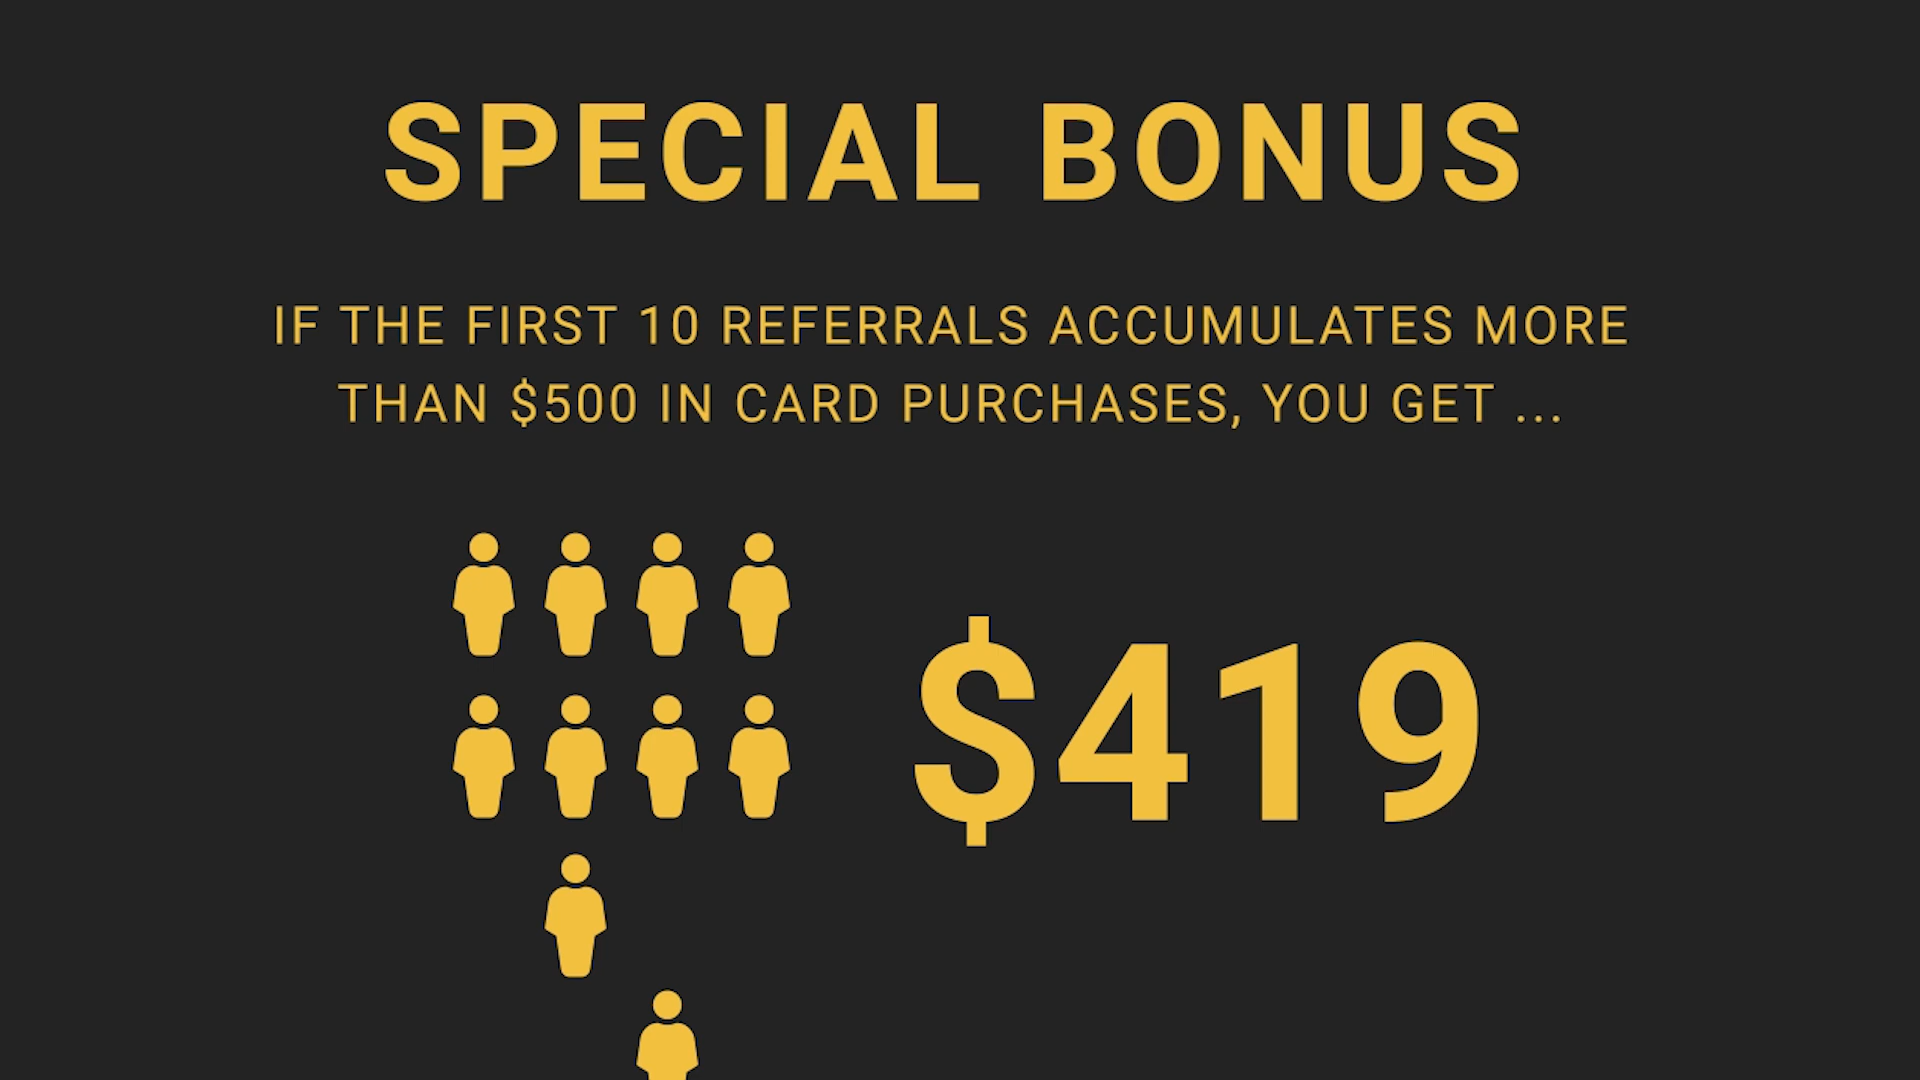 SPECIAL BONUS
IF THE FIRST 10 REFERRALS ACCUMULATES MORE
THAN $500 IN CARD PURCHASES, YOU GET ...
$419